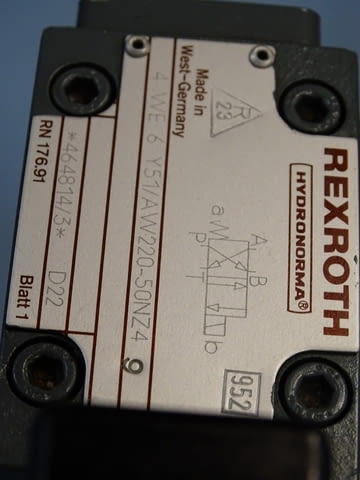 REXROTH
HYDRONORMA®
952
A B
a b
P T
R
23
Made in
West-Germany
4 WE 6 Y51/AW220-50NZ4
9
*464814/3* D22
RN 176.91 Blatt 1